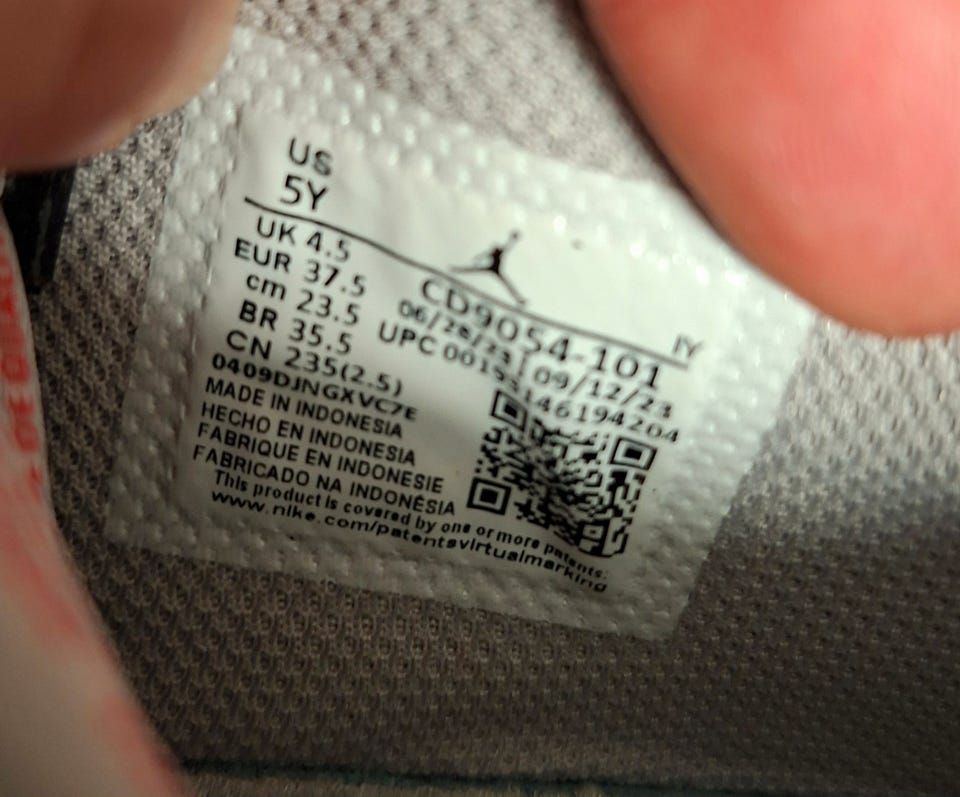 US
5Y
UK 4.5
EUR 37.5
cm 23.5
BR 35.5
CN 235(2.5)
0409DJNGXVC7E
MADE IN INDONESIA
HECHO EN INDONESIA
FABRIQUE EN INDONESIE
FABRICADO NA INDONÉSIA
This product is covered by one or more patents:
www.nike.com/patentsvirtualmarking
IY
CD9054-101
06/28/23 | 09/12/23
UPC